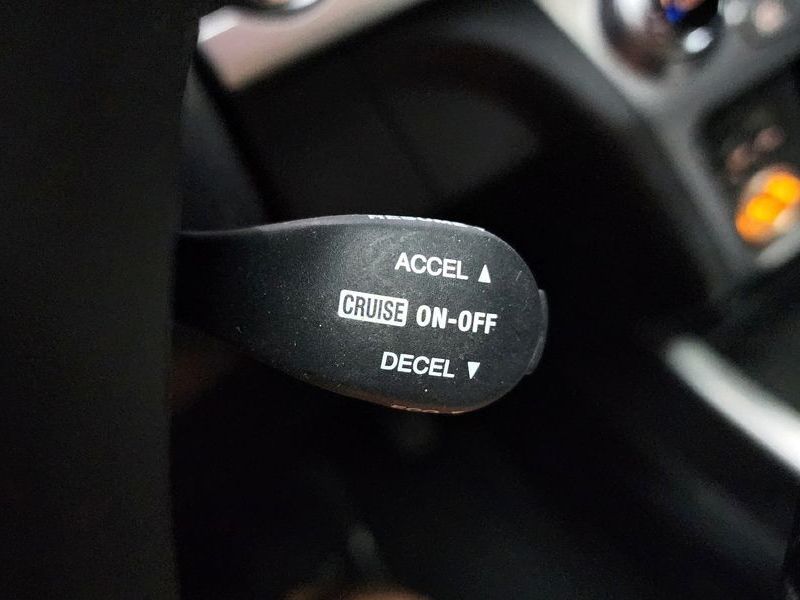 ACCEL ▲
CRUISE ON-OFF
DECEL ▼